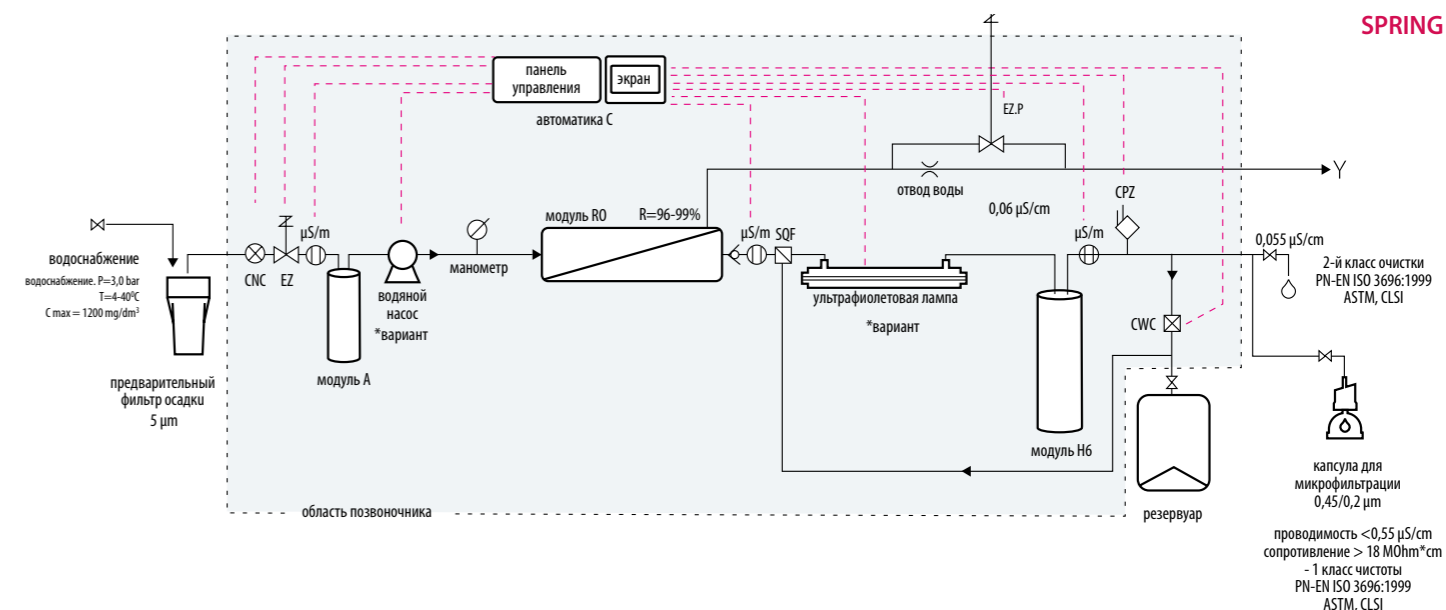 SPRING
панель
управления
экран
автоматика C
EZ.P
отвод воды
0,06 µS/cm
CPZ
модуль RO
R=96-99%
µS/m
SQF
µS/m
µS/m
0,055 µS/cm
водоснабжение
водоснабжение. P=3,0 bar
T=4-40⁰C
C max = 1200 mg/dm³
CNC
EZ
манометр
водяной
насос
*вариант
ультрафиолетовая лампа
*вариант
2-й класс очистки
PN-EN ISO 3696:1999
ASTM, CLSI
CWC
модуль A
предварительный
фильтр осадки
5 µm
модуль H6
капсула для
микрофильтрации
0,45/0,2 µm
область позвоночника
резервуар
проводимость <0,55 µS/cm
сопротивление > 18 MOhm*cm
- 1 класс чистоты
PN-EN ISO 3696:1999
ASTM, CLSI
Y